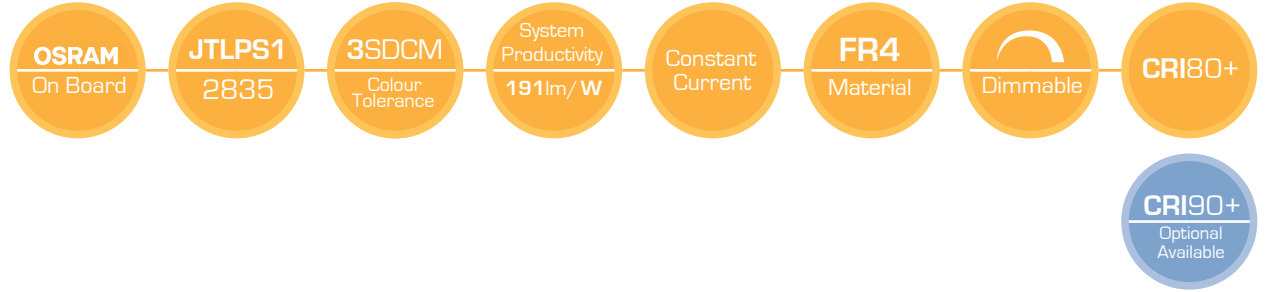 OSRAM
On Board
JTLPS1
2835
3SDCM
Colour
Tolerance
System
Productivity
191lm/W
Constant
Current
FR4
Material
Dimmable
CRI80+
CRI90+
Optional
Available